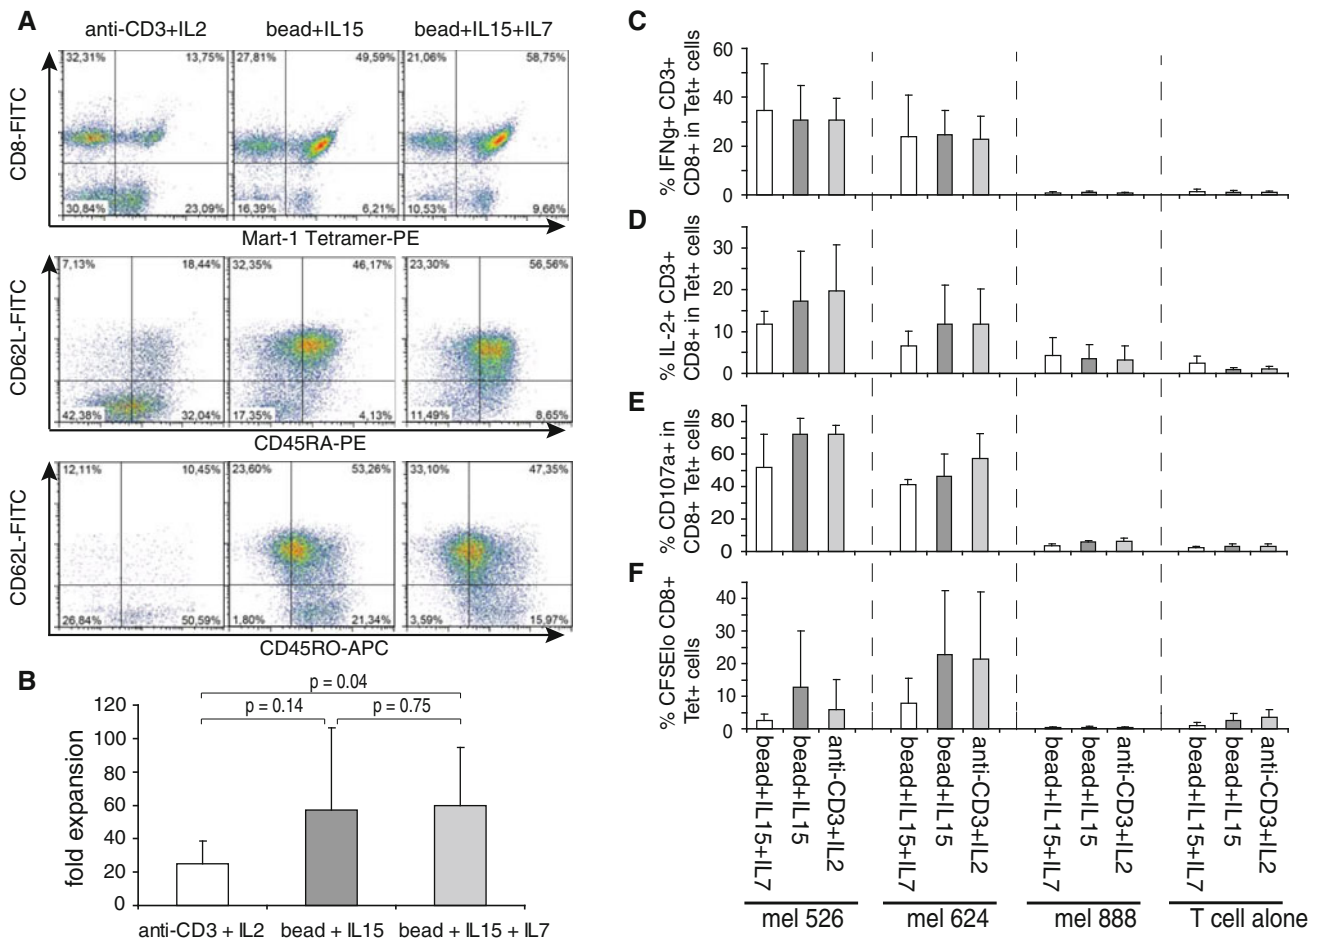 A
anti-CD3+IL2
bead+IL15
bead+IL15+IL7
CD8-FITC
32,31%
13,75%
27,81%
49,59%
21,06%
58,75%
30,84%
23,09%
16,39%
6,21%
10,53%
9,66%
Mart-1 Tetramer-PE
CD62L-FITC
7,13%
18,44%
32,35%
46,17%
23,30%
56,56%
42,38%
32,04%
17,35%
4,13%
11,49%
8,65%
CD45RA-PE
CD62L-FITC
12,11%
10,45%
23,60%
53,26%
33,10%
47,35%
26,84%
50,59%
1,80%
21,34%
3,59%
15,97%
CD45RO-APC
B
fold expansion
120
100
80
60
40
20
0
p = 0.04
p = 0.14
p = 0.75
anti-CD3 + IL2
bead + IL15
bead + IL15 + IL7
C
% IFNg+ CD3+
CD8+ in Tet+ cells
60
40
20
0
D
% IL-2+ CD3+
CD8+ in Tet+ cells
30
20
10
0
E
% CD107a+ in
CD8+ Tet+ cells
80
60
40
20
0
F
% CFSElo CD8+
Tet+ cells
40
30
20
10
0
bead+IL15+IL7
bead+IL15
anti-CD3+IL2
bead+IL15+IL7
bead+IL15
anti-CD3+IL2
bead+IL15+IL7
bead+IL15
anti-CD3+IL2
bead+IL15+IL7
bead+IL15
anti-CD3+IL2
mel 526
mel 624
mel 888
T cell alone